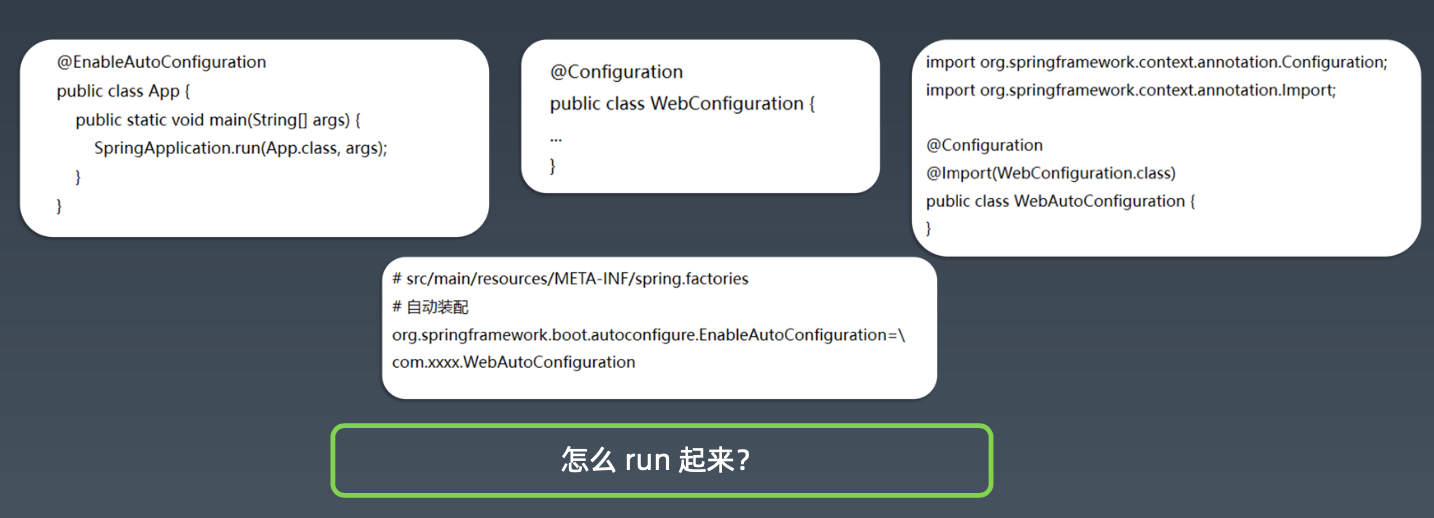 @EnableAutoConfiguration
public class App {
public static void main(String[] args) {
SpringApplication.run(App.class, args);
}
}
@Configuration
public class WebConfiguration {
...
}
import org.springframework.context.annotation.Configuration;
import org.springframework.context.annotation.Import;
@Configuration
@Import(WebConfiguration.class)
public class WebAutoConfiguration {
}
# src/main/resources/META-INF/spring.factories
# 自动装配
org.springframework.boot.autoconfigure.EnableAutoConfiguration=\
com.xxxx.WebAutoConfiguration
怎么 run 起来？